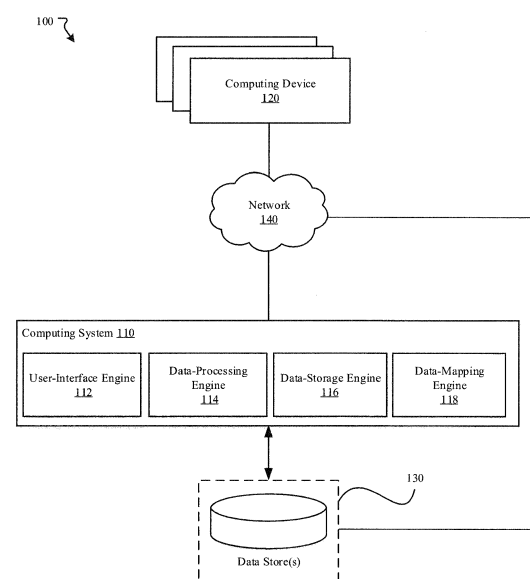 100
Computing Device
120
Network
140
Computing System 110
User-Interface Engine
112
Data-Processing
Engine
114
Data-Storage Engine
116
Data-Mapping
Engine
118
130
Data Store(s)